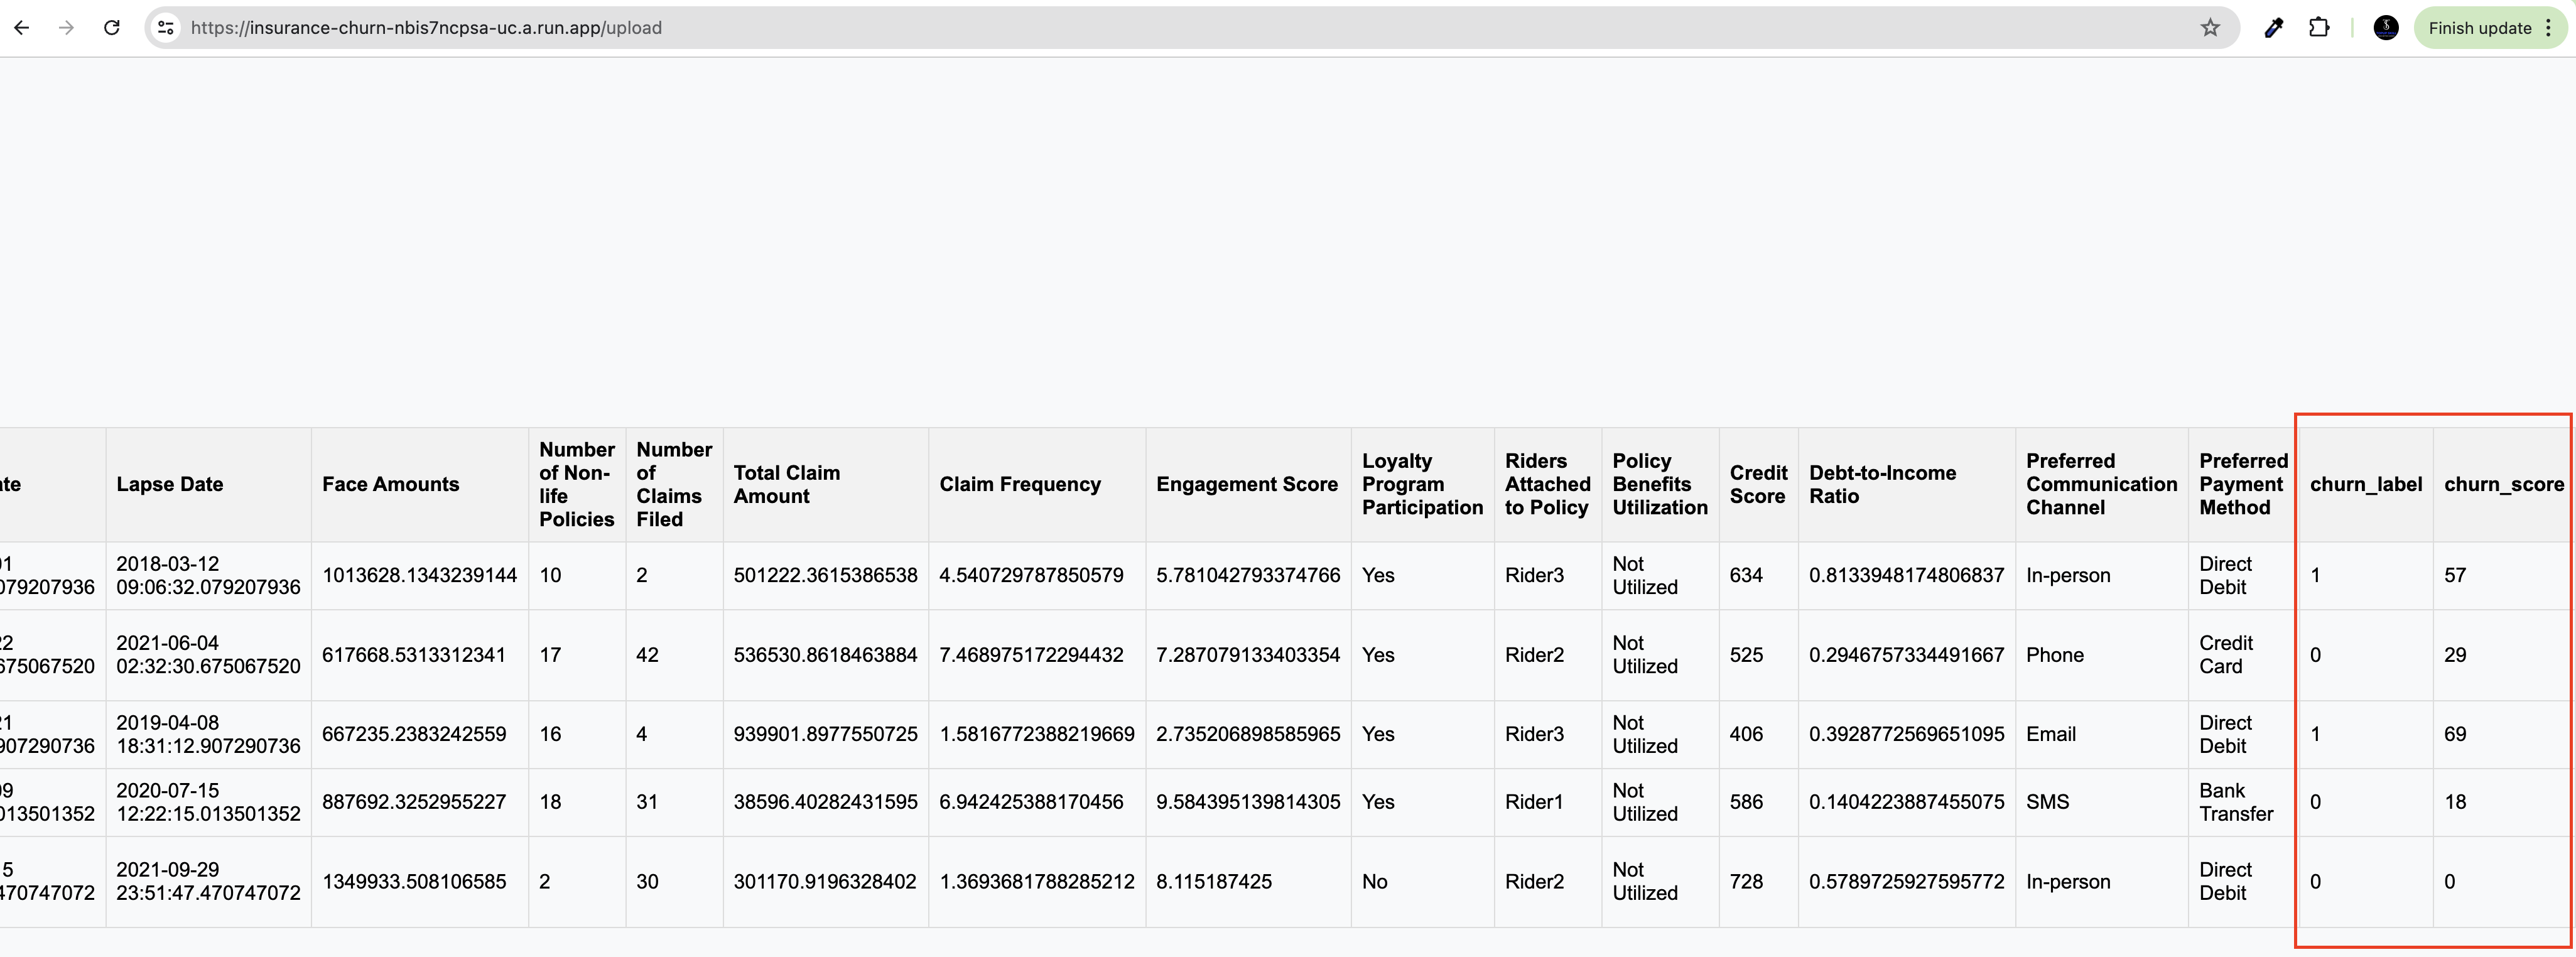 https://insurance-churn-nbis7ncpsa-uc.a.run.app/upload
Finish update
ate Lapse Date Face Amounts Number of Non-life Policies Number of Claims Filed Total Claim Amount Claim Frequency Engagement Score Loyalty Program Participation Riders Attached to Policy Policy Benefits Utilization Credit Score Debt-to-Income Ratio Preferred Communication Channel Preferred Payment Method churn_label churn_score
01 079207936 2018-03-12 09:06:32.079207936 1013628.1343239144 10 2 501222.3615386538 4.540729787850579 5.781042793374766 Yes Rider3 Not Utilized 634 0.8133948174806837 In-person Direct Debit 1 57
22 675067520 2021-06-04 02:32:30.675067520 617668.5313312341 17 42 536530.8618463884 7.468975172294432 7.287079133403354 Yes Rider2 Not Utilized 525 0.2946757334491667 Phone Credit Card 0 29
21 907290736 2019-04-08 18:31:12.907290736 667235.2383242559 16 4 939901.8977550725 1.5816772388219669 2.735206898585965 Yes Rider3 Not Utilized 406 0.3928772569651095 Email Direct Debit 1 69
09 013501352 2020-07-15 12:22:15.013501352 887692.3252955227 18 31 38596.40282431595 6.942425388170456 9.584395139814305 Yes Rider1 Not Utilized 586 0.1404223887455075 SMS Bank Transfer 0 18
15 470747072 2021-09-29 23:51:47.470747072 1349933.508106585 2 30 301170.9196328402 1.3693681788285212 8.115187425 No Rider2 Not Utilized 728 0.5789725927595772 In-person Direct Debit 0 0